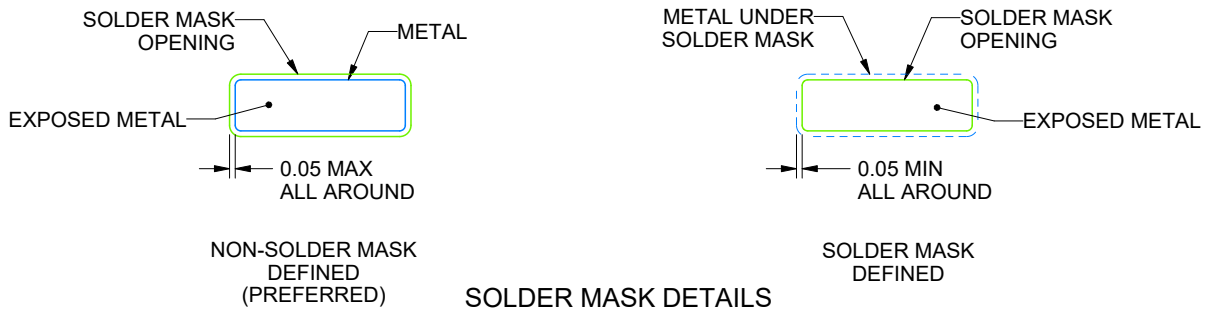 SOLDER MASK
OPENING
METAL
EXPOSED METAL
0.05 MAX
ALL AROUND
NON-SOLDER MASK
DEFINED
(PREFERRED)
METAL UNDER
SOLDER MASK
SOLDER MASK
OPENING
EXPOSED METAL
0.05 MIN
ALL AROUND
SOLDER MASK
DEFINED
SOLDER MASK DETAILS